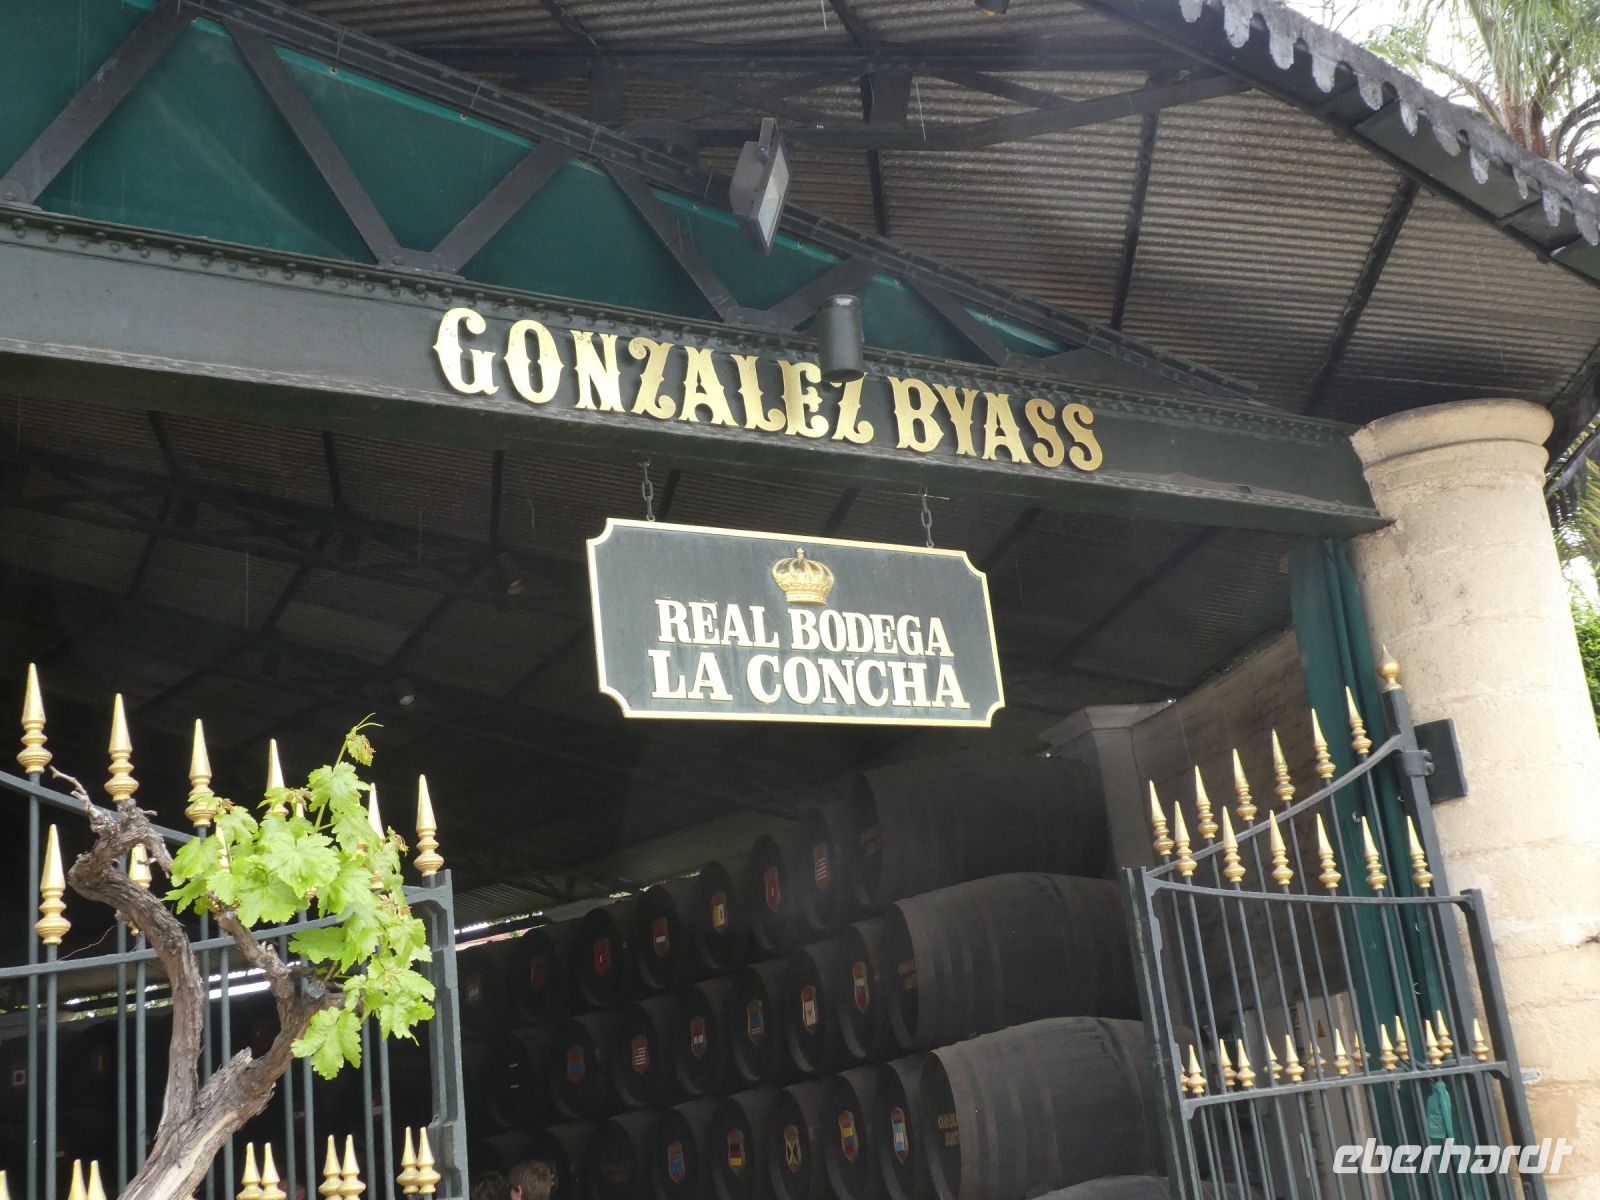 GONZALEZ BYASS
REAL BODEGA
LA CONCHA
eberhardt